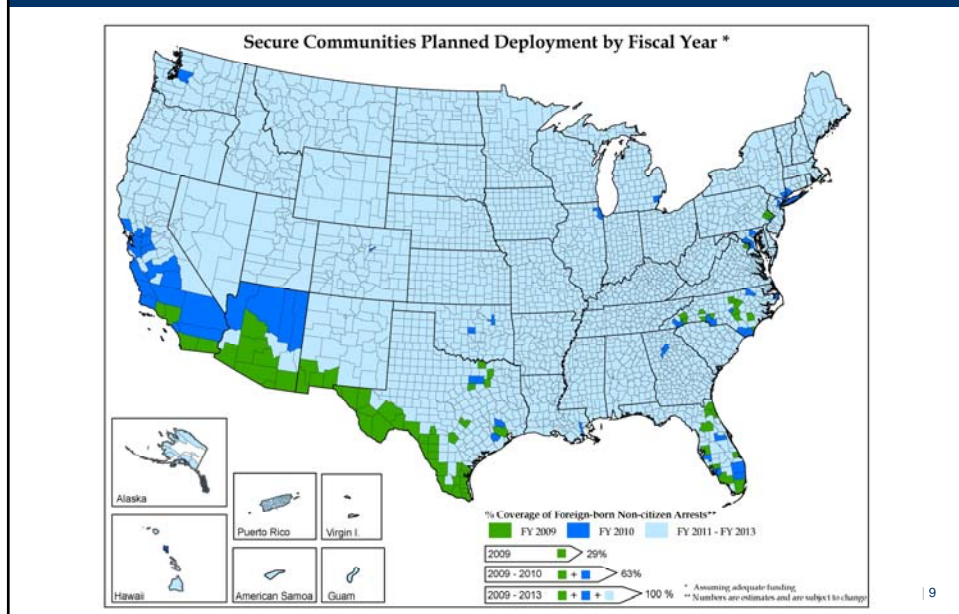 Secure Communities Planned Deployment by Fiscal Year *
Alaska
Hawaii
Puerto Rico
Virgin I.
American Samoa
Guam
% Coverage of Foreign-born Non-citizen Arrests**
FY 2009 FY 2010 FY 2011 - FY 2013
2009 29%
2009 - 2010 + 63%
2009 - 2013 + + 100 %
* Assuming adequate funding
** Numbers are estimates and are subject to change
| 9